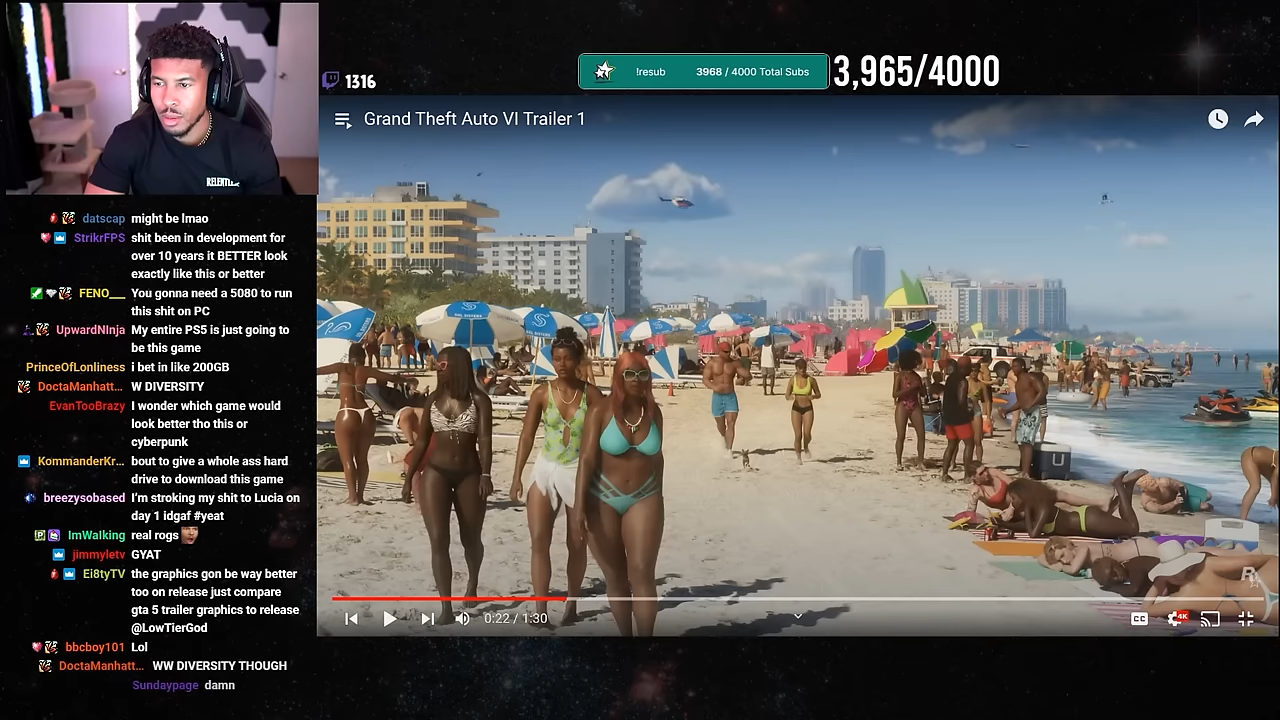 1316
!resub 3968 / 4000 Total Subs
3,965/4000
Grand Theft Auto VI Trailer 1
RELENTL
datscap might be lmao
StrikrFPS shit been in development for
over 10 years it BETTER look
exactly like this or better
FENO___ You gonna need a 5080 to run
this shit on PC
UpwardNInja My entire PS5 is just going to
be this game
PrinceOfLonliness i bet in like 200GB
DoctaManhatt... W DIVERSITY
EvanTooBrazy I wonder which game would
look better tho this or
cyberpunk
KommanderKr... bout to give a whole ass hard
drive to download this game
breezysobased I'm stroking my shit to Lucia on
day 1 idgaf #yeat
ImWalking real rogs
jimmyletv GYAT
Ei8tyTV the graphics gon be way better
too on release just compare
gta 5 trailer graphics to release
@LowTierGod
bbcboy101 Lol
DoctaManhatt... WW DIVERSITY THOUGH
Sundaypage damn
0:22 / 1:30
CC
4K
R